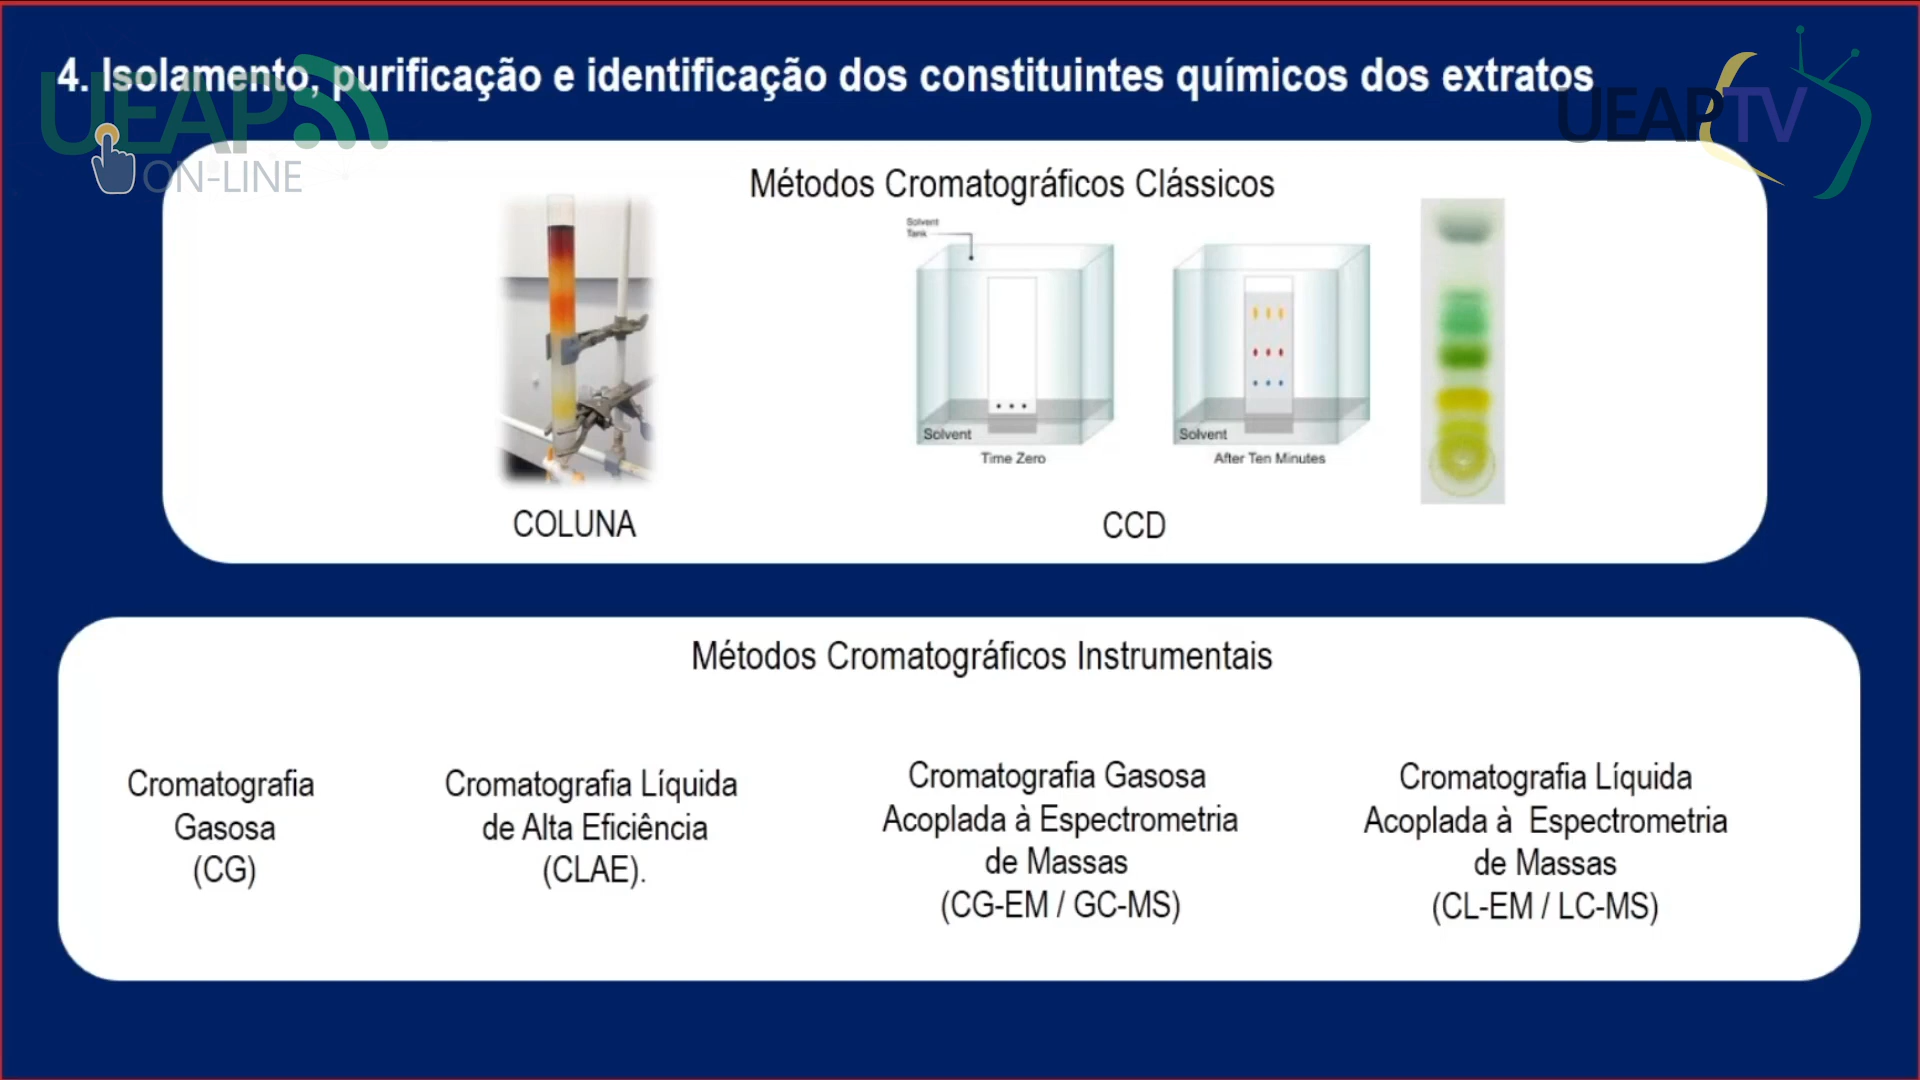 4. Isolamento, purificação e identificação dos constituintes químicos dos extratos
UEAP
ON-LINE
UEAPTV
Métodos Cromatográficos Clássicos
Solvent
Tank
Solvent
Time Zero
Solvent
After Ten Minutes
COLUNA
CCD
Métodos Cromatográficos Instrumentais
Cromatografia
Gasosa
(CG)
Cromatografia Líquida
de Alta Eficiência
(CLAE).
Cromatografia Gasosa
Acoplada à Espectrometria
de Massas
(CG-EM / GC-MS)
Cromatografia Líquida
Acoplada à Espectrometria
de Massas
(CL-EM / LC-MS)